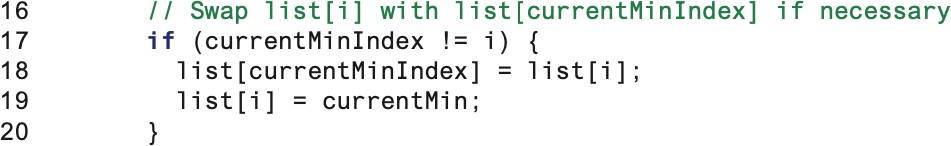 16        // Swap list[i] with list[currentMinIndex] if necessary
17        if (currentMinIndex != i) {
18          list[currentMinIndex] = list[i];
19          list[i] = currentMin;
20        }